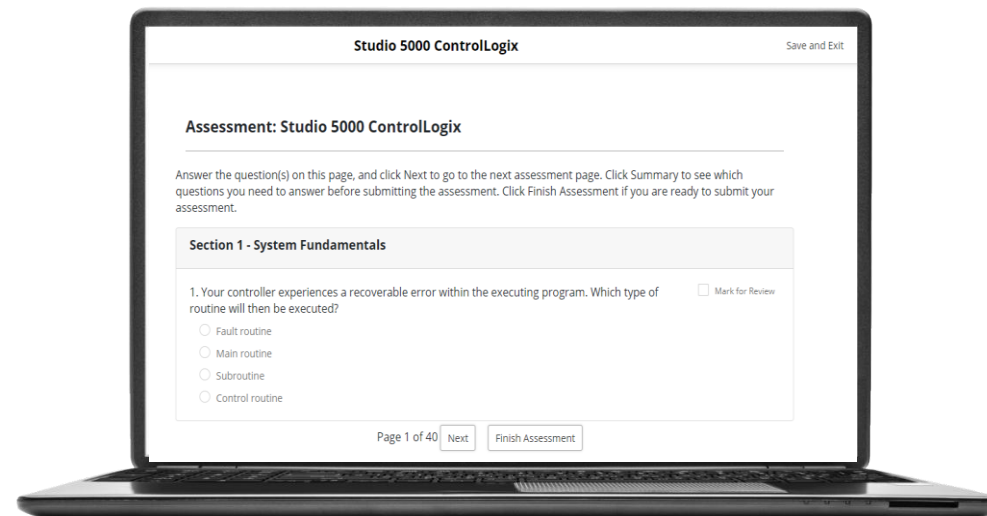 Studio 5000 ControlLogix
Save and Exit
Assessment: Studio 5000 ControlLogix
Answer the question(s) on this page, and click Next to go to the next assessment page. Click Summary to see which
questions you need to answer before submitting the assessment. Click Finish Assessment if you are ready to submit your
assessment.
Section 1 - System Fundamentals
1. Your controller experiences a recoverable error within the executing program. Which type of
routine will then be executed?
Mark for Review
Fault routine
Main routine
Subroutine
Control routine
Page 1 of 40 Next Finish Assessment